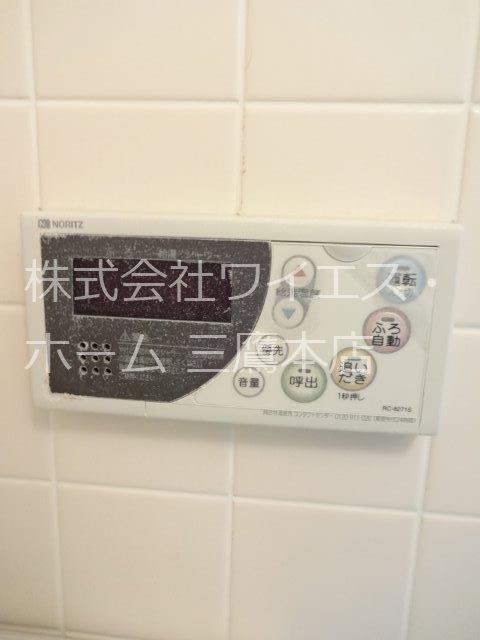 NORITZ
運転
ふろ
自動
優先
追い
だき
音量
呼出
1秒押し
RC-8271S
株式会社ワイエス・
ホーム 三鷹本店